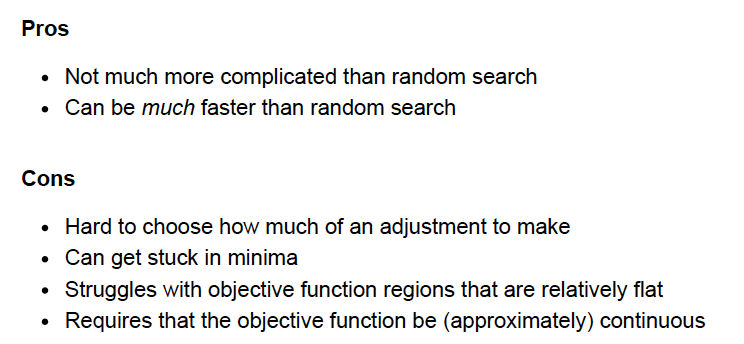 Pros
• Not much more complicated than random search
• Can be much faster than random search
Cons
• Hard to choose how much of an adjustment to make
• Can get stuck in minima
• Struggles with objective function regions that are relatively flat
• Requires that the objective function be (approximately) continuous